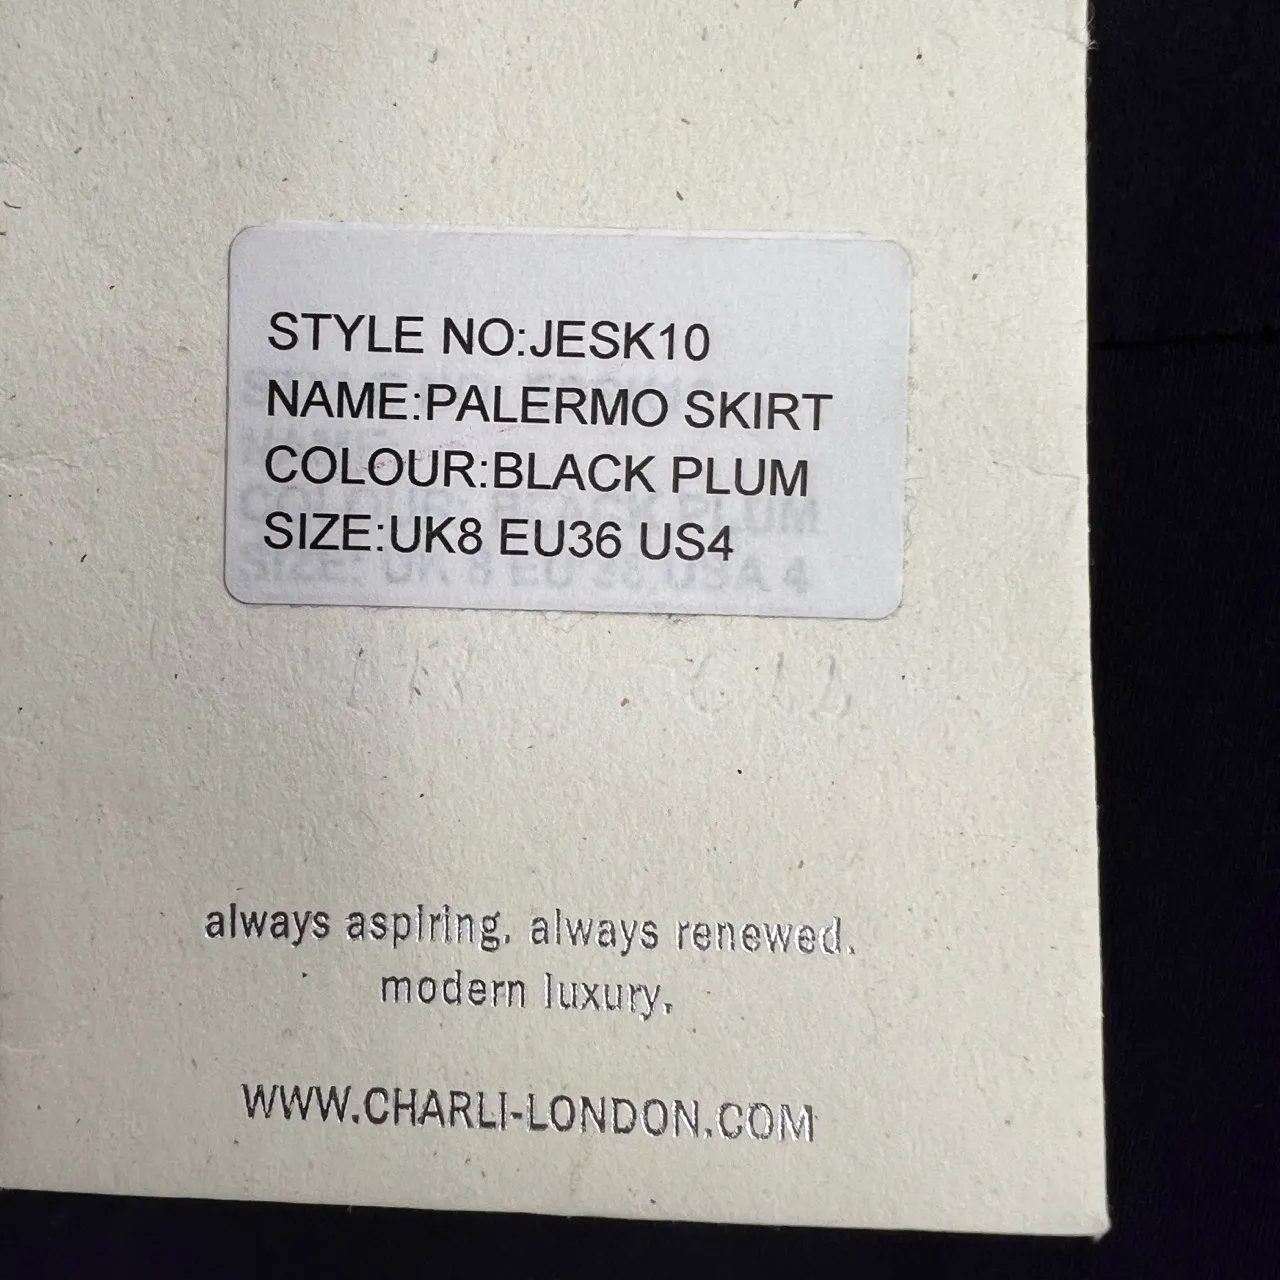 STYLE NO:JESK10
NAME:PALERMO SKIRT
COLOUR:BLACK PLUM
SIZE:UK8 EU36 US4
always aspiring. always renewed.
modern luxury.
WWW.CHARLI-LONDON.COM